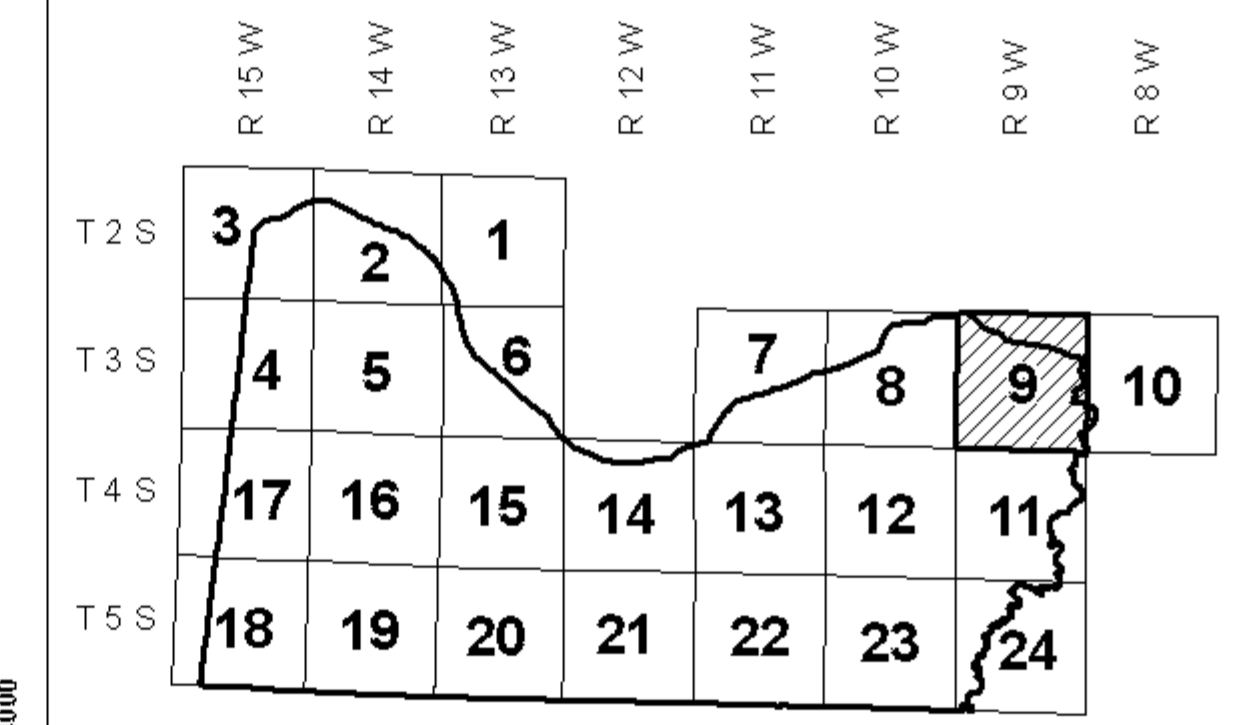 R 15 W R 14 W R 13 W R 12 W R 11 W R 10 W R 9 W R 8 W
T 2 S 3 2 1
T 3 S 4 5 6 7 8 9 10
T 4 S 17 16 15 14 13 12 11
T 5 S 18 19 20 21 22 23 24